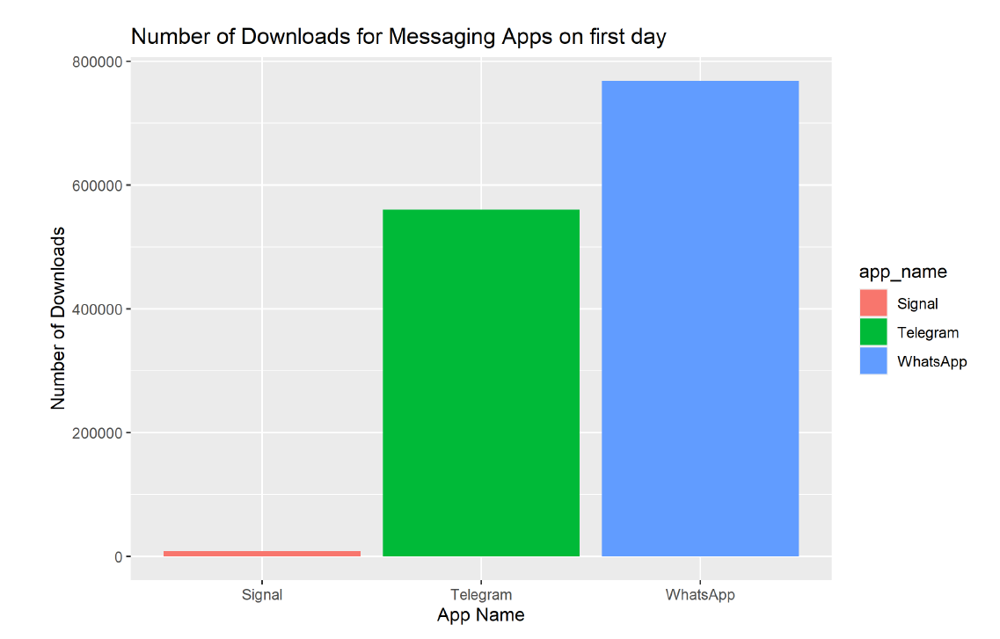 Number of Downloads for Messaging Apps on first day
800000
600000
400000
200000
0
Number of Downloads
Signal
Telegram
WhatsApp
App Name
app_name
Signal
Telegram
WhatsApp